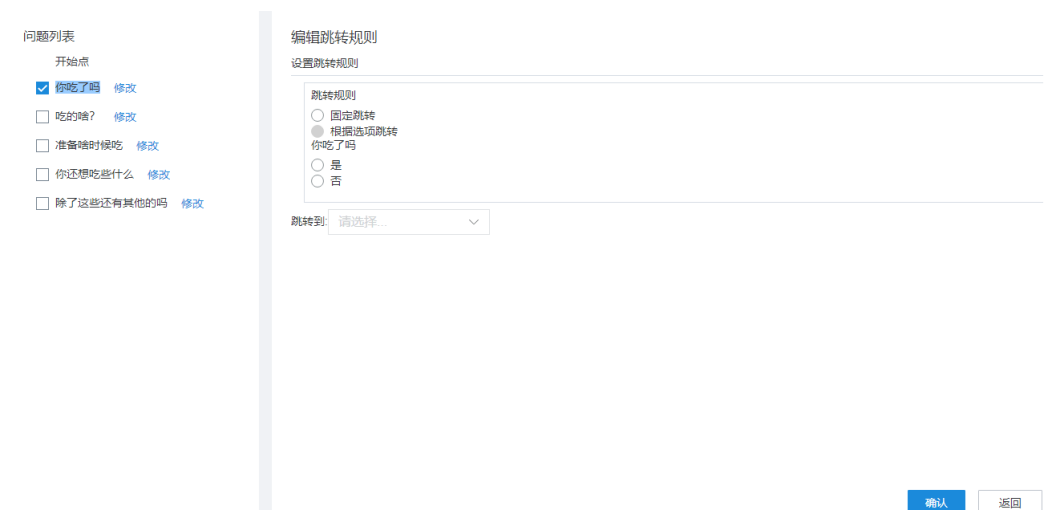 问题列表
开始点
你吃了吗 修改
吃的啥? 修改
准备啥时候吃 修改
你还想吃些什么 修改
除了这些还有其他的吗 修改
编辑跳转规则
设置跳转规则
跳转规则
固定跳转
根据选项跳转
你吃了吗
是
否
跳转到: 请选择...
确认 返回